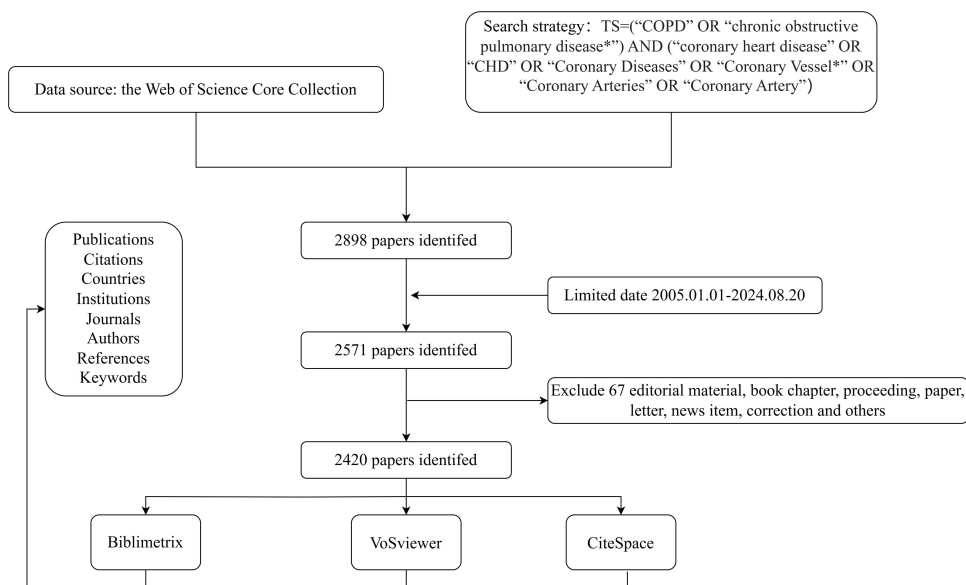 Search strategy：TS=(“COPD” OR “chronic obstructive
pulmonary disease*”) AND (“coronary heart disease” OR
“CHD” OR “Coronary Diseases” OR “Coronary Vessel*” OR
“Coronary Arteries” OR “Coronary Artery”）
Data source: the Web of Science Core Collection
2898 papers identifed
Publications
Citations
Countries
Institutions
Journals
Authors
References
Keywords
Limited date 2005.01.01-2024.08.20
2571 papers identifed
Exclude 67 editorial material, book chapter, proceeding, paper,
letter, news item, correction and others
2420 papers identifed
Biblimetrix
VoSviewer
CiteSpace